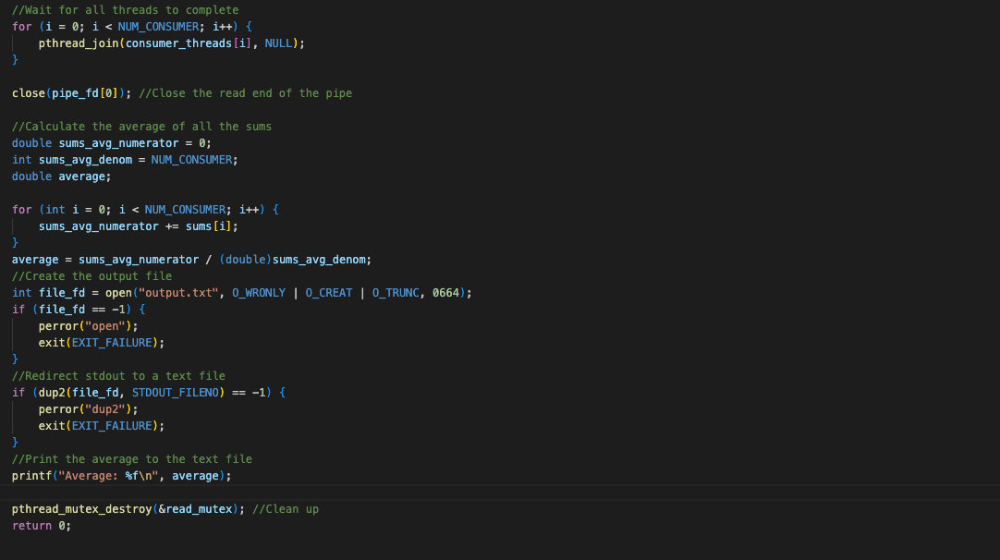 //Wait for all threads to complete
for (i = 0; i < NUM_CONSUMER; i++) {
    pthread_join(consumer_threads[i], NULL);
}

close(pipe_fd[0]); //Close the read end of the pipe

//Calculate the average of all the sums
double sums_avg_numerator = 0;
int sums_avg_denom = NUM_CONSUMER;
double average;

for (int i = 0; i < NUM_CONSUMER; i++) {
    sums_avg_numerator += sums[i];
}
average = sums_avg_numerator / (double)sums_avg_denom;
//Create the output file
int file_fd = open("output.txt", O_WRONLY | O_CREAT | O_TRUNC, 0664);
if (file_fd == -1) {
    perror("open");
    exit(EXIT_FAILURE);
}
//Redirect stdout to a text file
if (dup2(file_fd, STDOUT_FILENO) == -1) {
    perror("dup2");
    exit(EXIT_FAILURE);
}
//Print the average to the text file
printf("Average: %f\n", average);

pthread_mutex_destroy(&read_mutex); //Clean up
return 0;